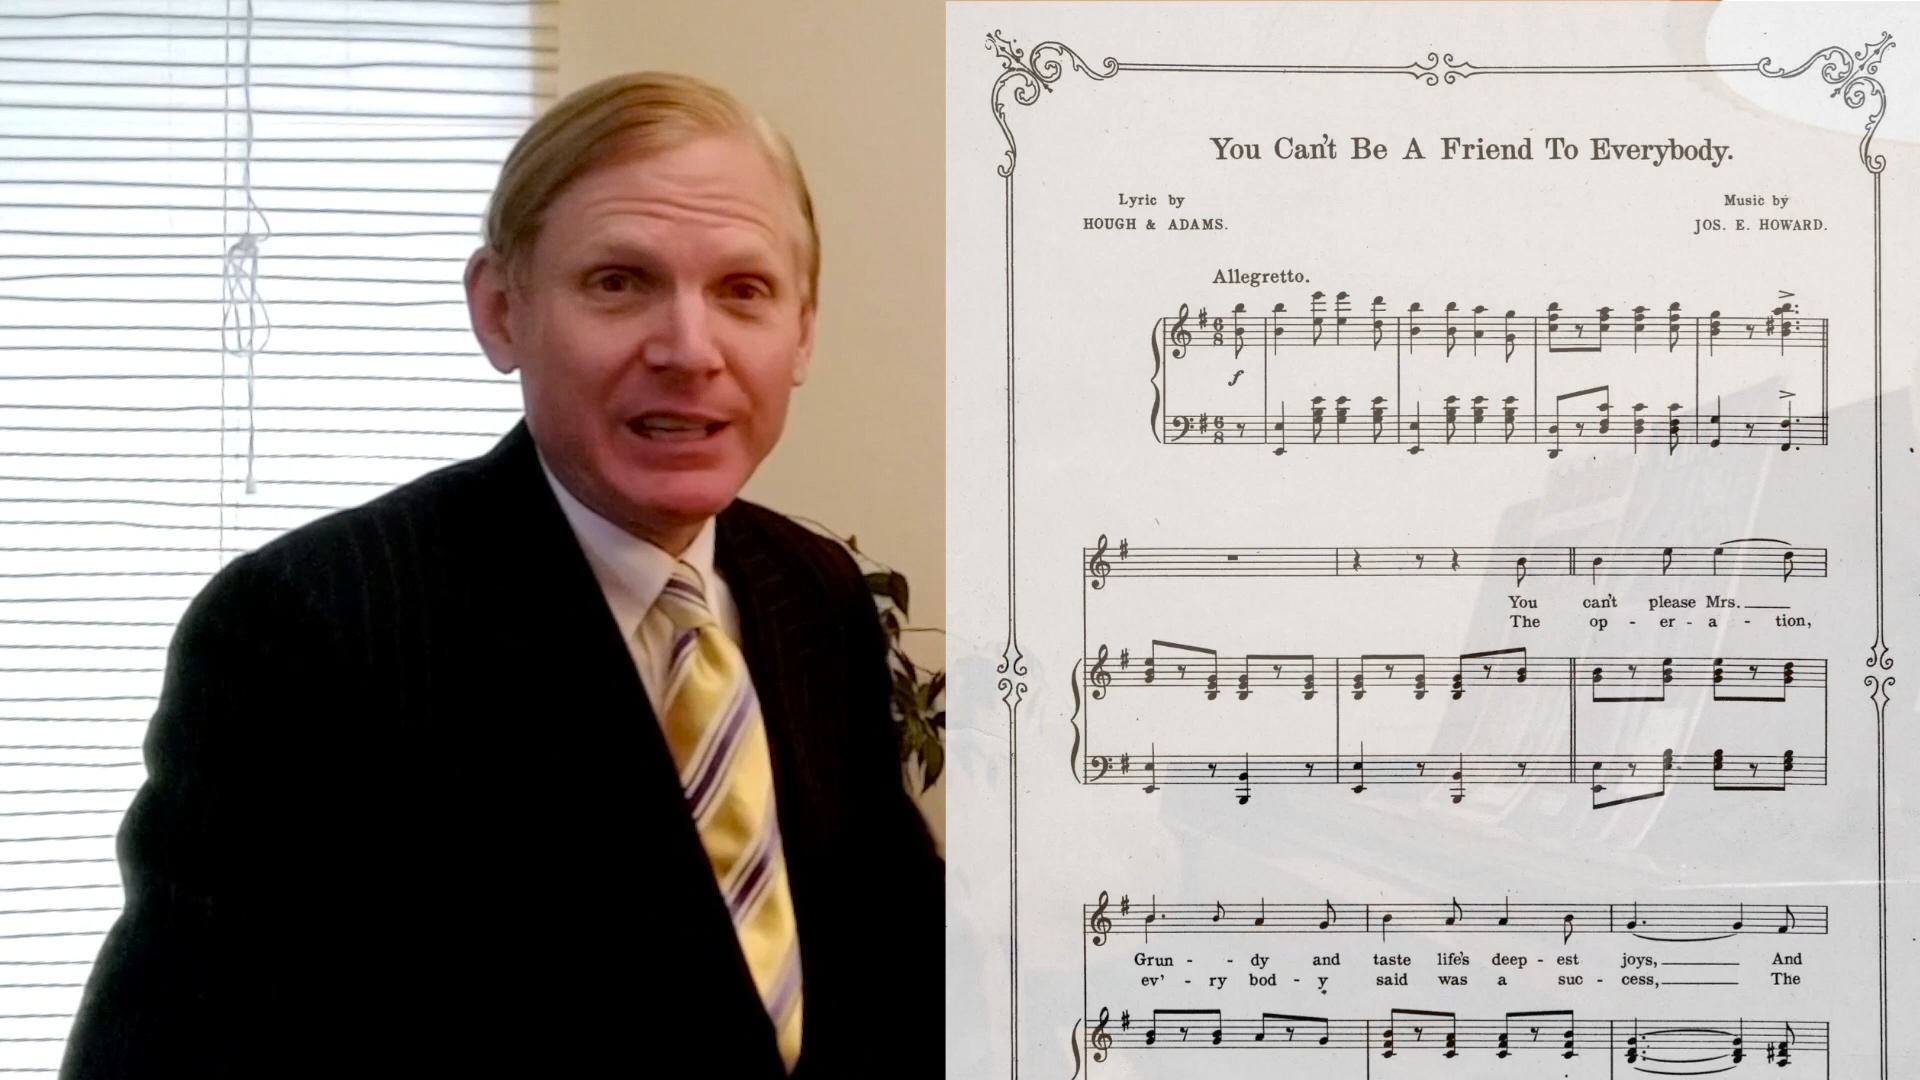 You Can't Be A Friend To Everybody.
Lyric by
HOUGH & ADAMS.
Music by
JOS. E. HOWARD.
Allegretto.
f
You can't please Mrs.
The op - er - a - tion,
Grun - - dy and taste life's deep - est joys, And
ev' - ry bod - y said was a suc - cess, The